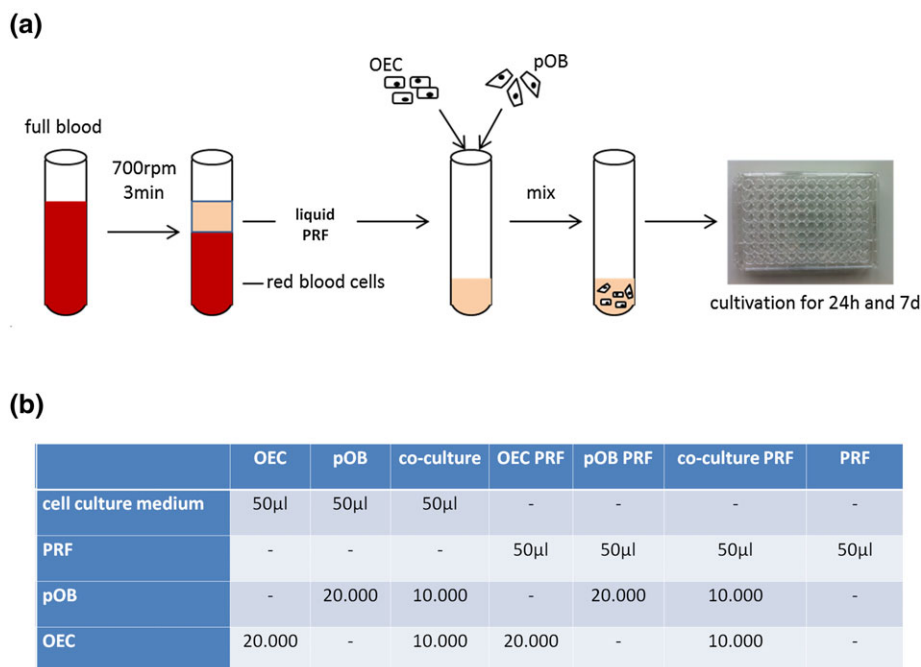 (a)
OEC
pOB
full blood
700rpm
3min
mix
liquid
PRF
red blood cells
cultivation for 24h and 7d
(b)
OEC pOB co-culture OEC PRF pOB PRF co-culture PRF PRF
cell culture medium 50µl 50µl 50µl - - - -
PRF - - - 50µl 50µl 50µl 50µl
pOB - 20.000 10.000 - 20.000 10.000 -
OEC 20.000 - 10.000 20.000 - 10.000 -